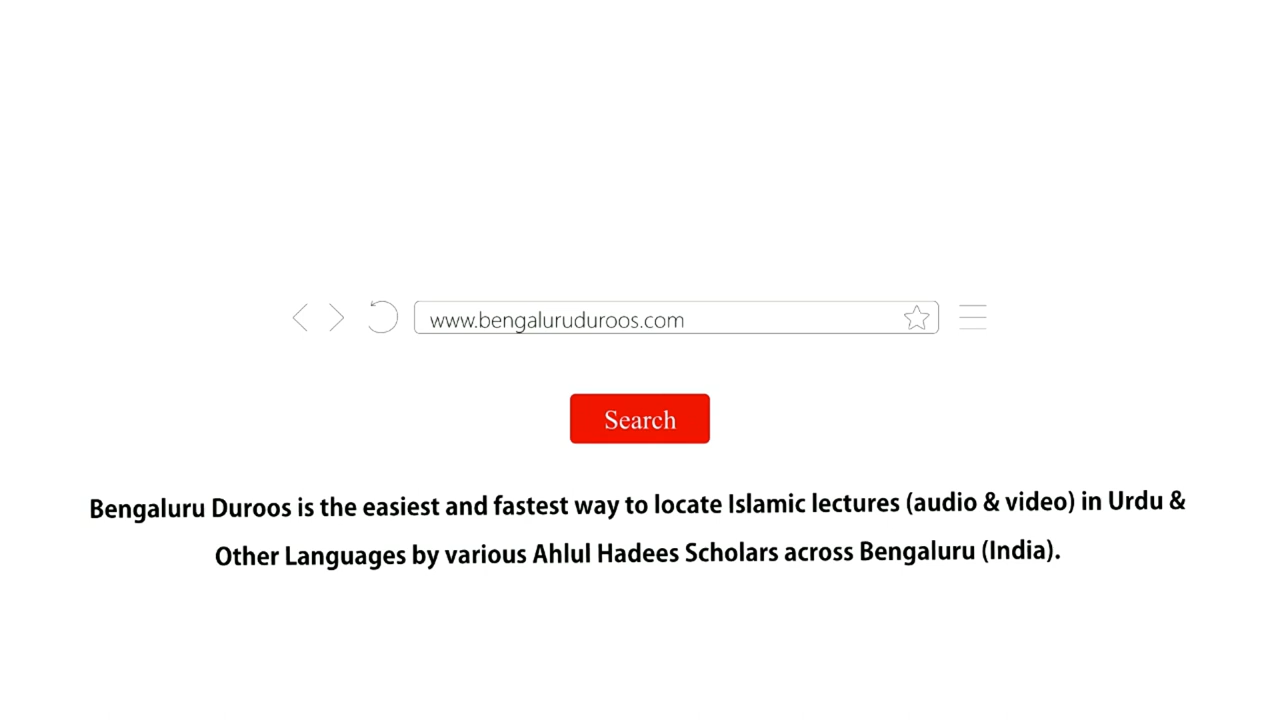 www.bengaluruduroos.com
Search
Bengaluru Duroos is the easiest and fastest way to locate Islamic lectures (audio & video) in Urdu &
Other Languages by various Ahlul Hadees Scholars across Bengaluru (India).